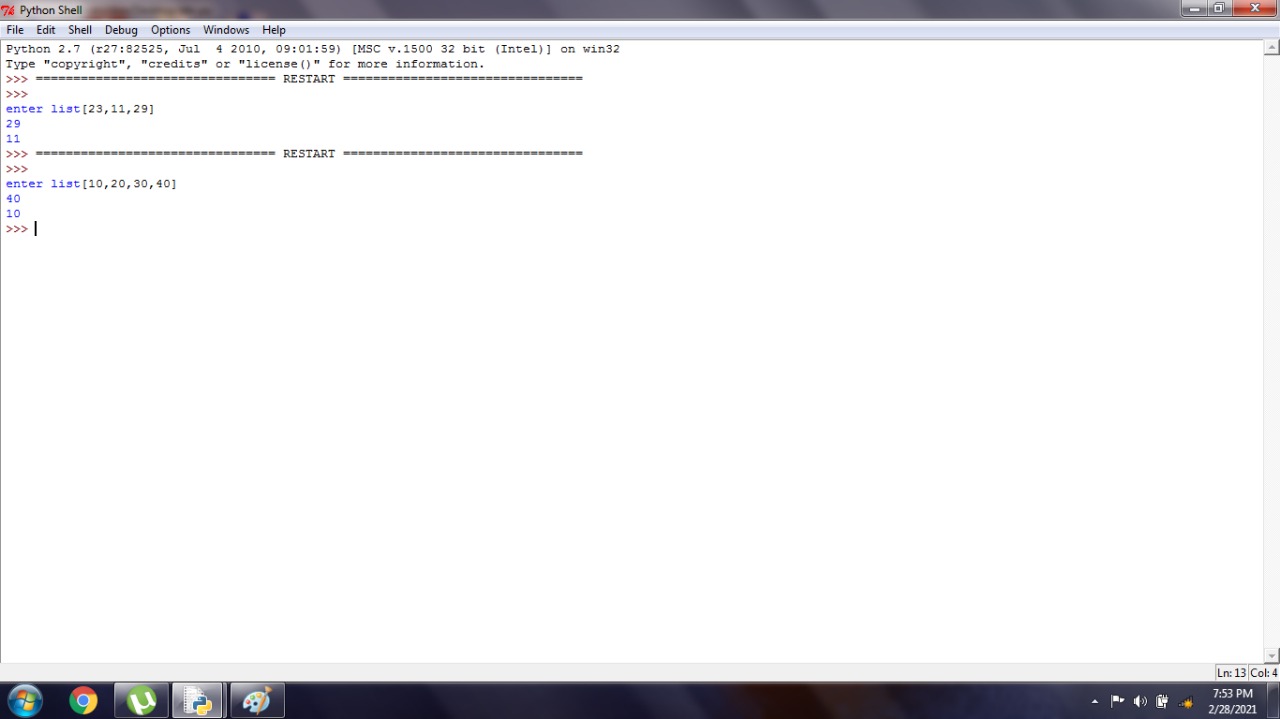 Python Shell
File Edit Shell Debug Options Windows Help
Python 2.7 (r27:82525, Jul  4 2010, 09:01:59) [MSC v.1500 32 bit (Intel)] on win32
Type "copyright", "credits" or "license()" for more information.
>>> ================================ RESTART ================================
>>>
enter list[23,11,29]
29
11
>>> ================================ RESTART ================================
>>>
enter list[10,20,30,40]
40
10
>>>
Ln: 13 Col: 4
7:53 PM
2/28/2021